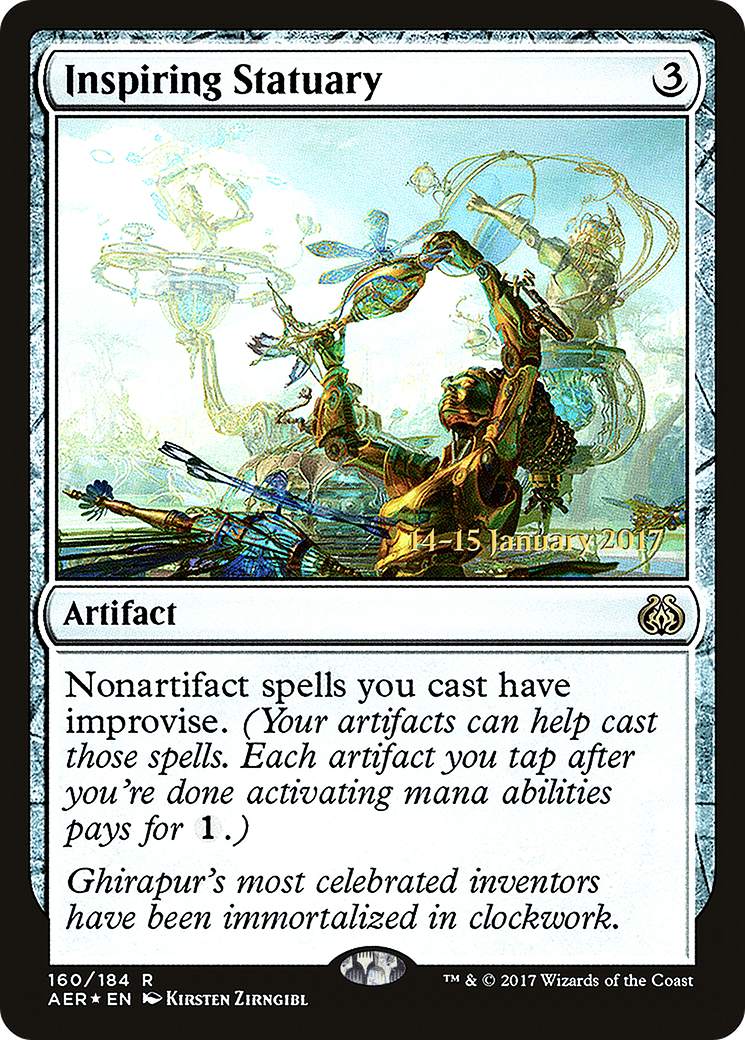 Inspiring Statuary 3
14–15 January 2017
Artifact
Nonartifact spells you cast have
improvise. (Your artifacts can help cast
those spells. Each artifact you tap after
you're done activating mana abilities
pays for 1.)
Ghirapur's most celebrated inventors
have been immortalized in clockwork.
160/184 R
AER★EN Kirsten Zirngibl
™ & © 2017 Wizards of the Coast